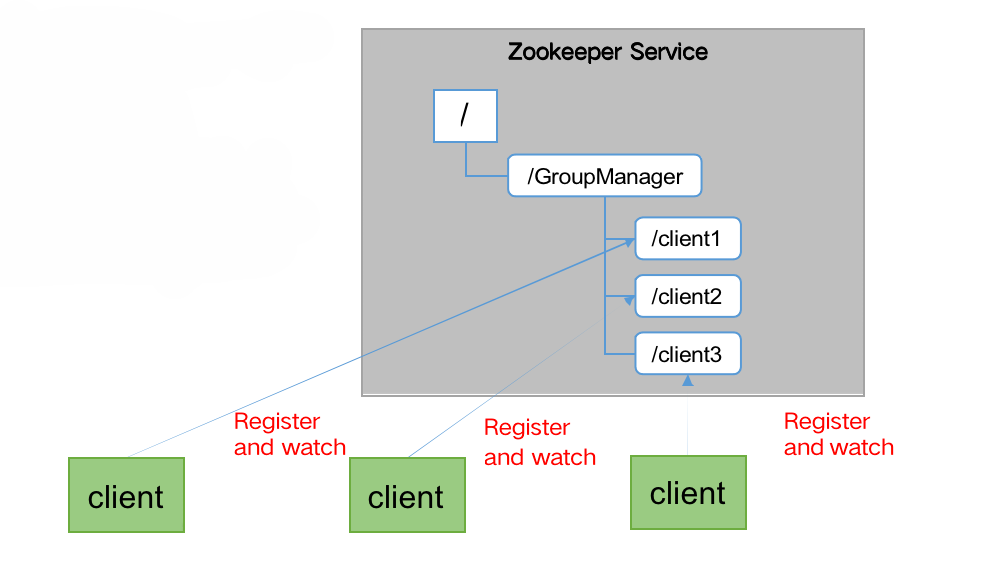 Zookeeper Service
/
/GroupManager
/client1
/client2
/client3
Register
and watch
Register
and watch
Register
and watch
client
client
client